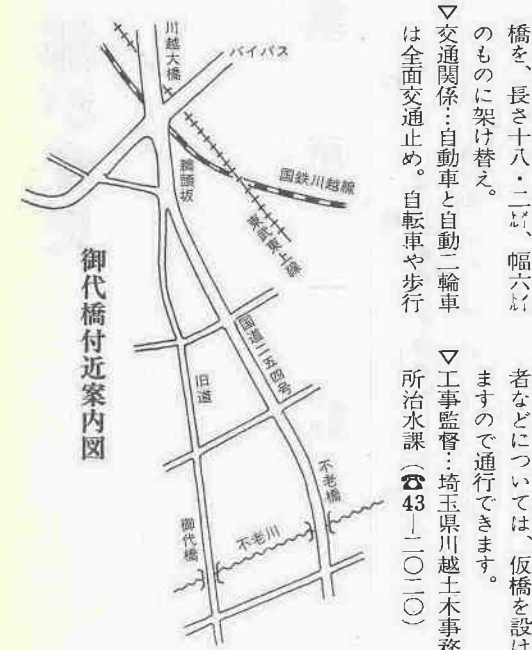 橋を、長さ十八・二㍍、幅六㍍
のものに架け替え。
▽交通関係…自動車と自動二輪車
は全面交通止め。自転車や歩行
者などについては、仮橋を設け
ますので通行できます。
▽工事監督…埼玉県川越土木事務
所治水課（☎43―二〇二〇）
川越大橋
バイパス
烏頭坂
国鉄川越線
東武東上線
国道二五四号
旧道
不老橋
御代橋
不老川
御代橋付近案内図